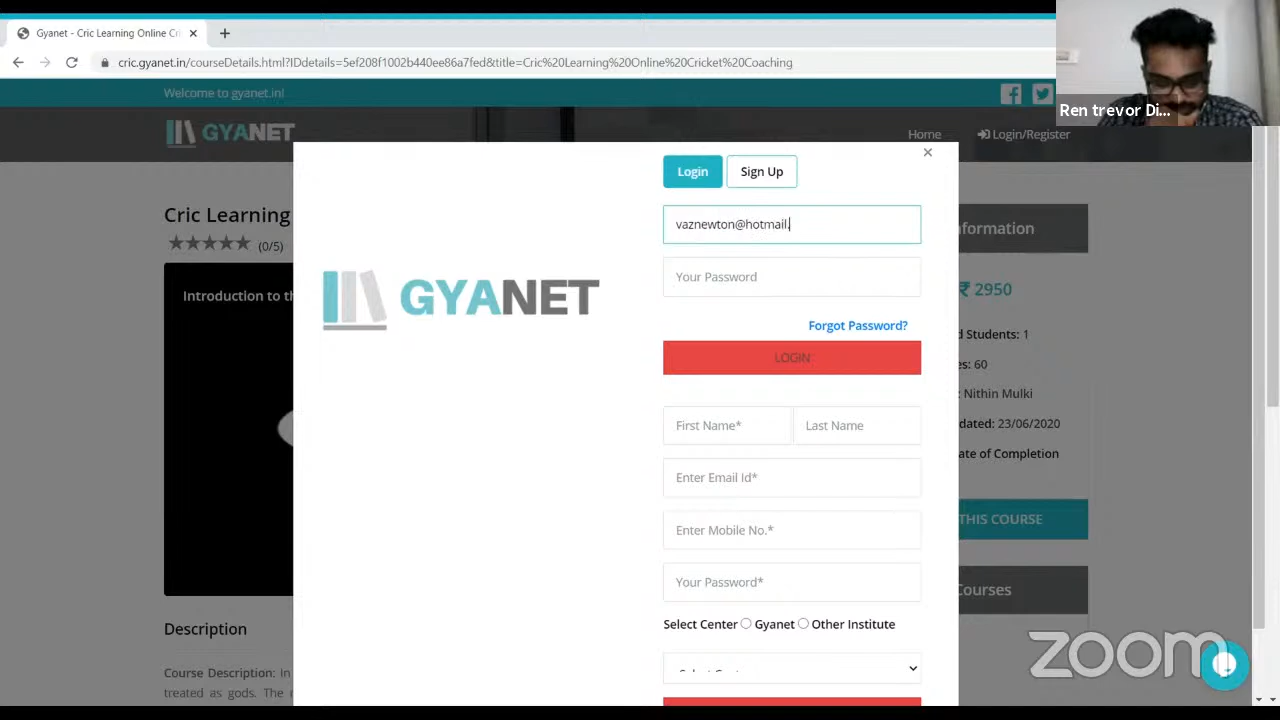 Gyanet - Cric Learning Online Cri
cric.gyanet.in/courseDetails.html?IDdetails=5ef205f1002b440ee86a7fed&title=Cric%20Learning%20Online%20Cricket%20Coaching
Welcome to gyanet.in!
Ren trevor Di...
GYANET
Home
Login/Register
Login
Sign Up
Cric Learning
(0/5)
vaznewton@hotmail.
formation
Your Password
Introduction to th
GYANET
₹ 2950
Forgot Password?
d Students: 1
LOGIN
es: 60
: Nithin Mulki
First Name*
Last Name
dated: 23/06/2020
ate of Completion
Enter Email Id*
THIS COURSE
Enter Mobile No.*
Your Password*
Courses
Description
Select Center Gyanet Other Institute
zoom
Course Description: in
treated as gods. The